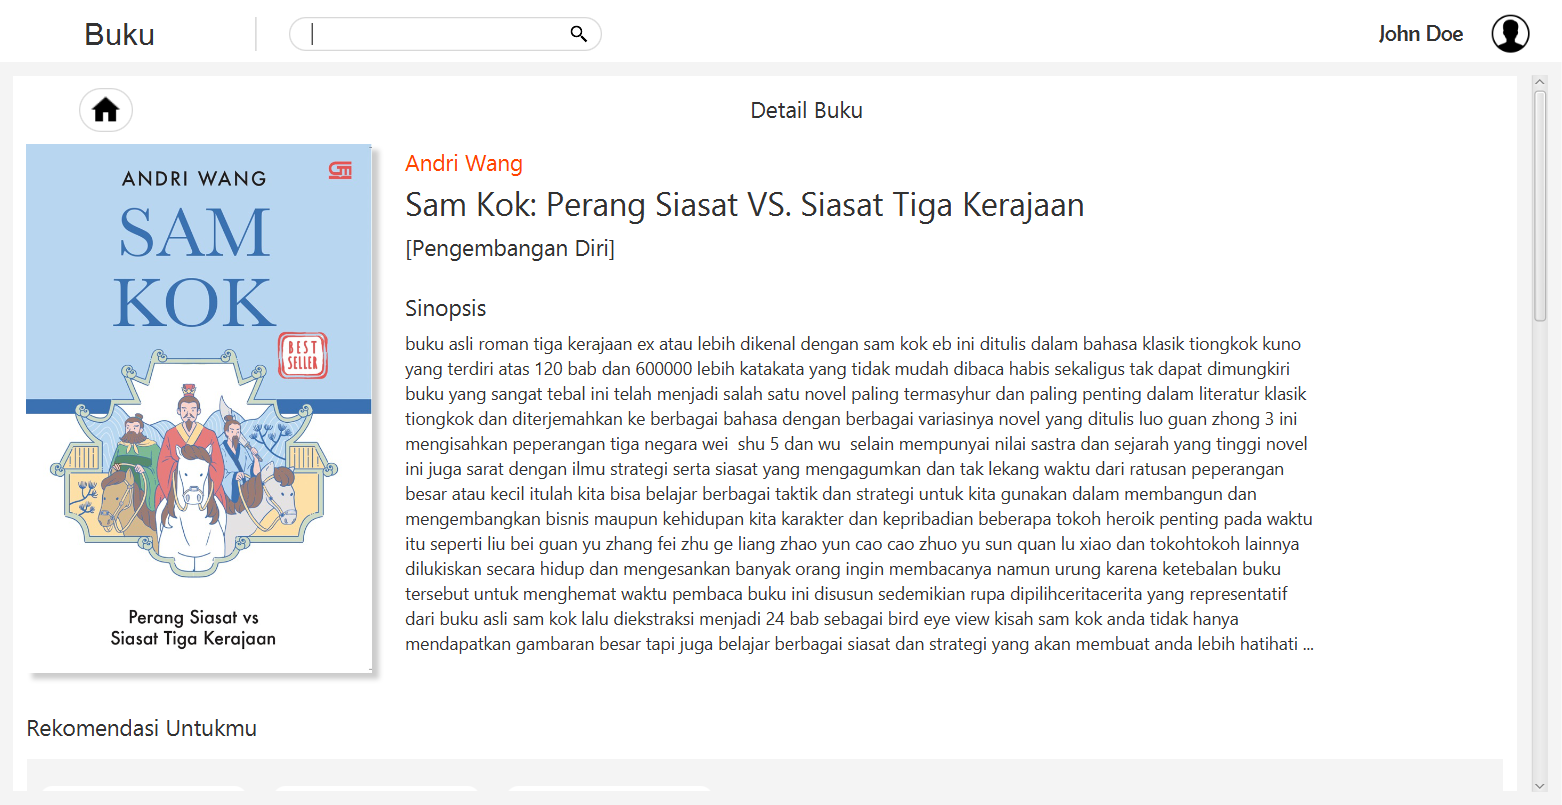 Buku
John Doe
Detail Buku
ANDRI WANG
GM
SAM
KOK
BEST
SELLER
Perang Siasat vs
Siasat Tiga Kerajaan
Andri Wang
Sam Kok: Perang Siasat VS. Siasat Tiga Kerajaan
[Pengembangan Diri]
Sinopsis
buku asli roman tiga kerajaan ex atau lebih dikenal dengan sam kok eb ini ditulis dalam bahasa klasik tiongkok kuno
yang terdiri atas 120 bab dan 600000 lebih katakata yang tidak mudah dibaca habis sekaligus tak dapat dimungkiri
buku yang sangat tebal ini telah menjadi salah satu novel paling termasyhur dan paling penting dalam literatur klasik
tiongkok dan diterjemahkan ke berbagai bahasa dengan berbagai variasinya novel yang ditulis luo guan zhong 3 ini
mengisahkan peperangan tiga negara wei  shu 5 dan wu  selain mempunyai nilai sastra dan sejarah yang tinggi novel
ini juga sarat dengan ilmu strategi serta siasat yang mengagumkan dan tak lekang waktu dari ratusan peperangan
besar atau kecil itulah kita bisa belajar berbagai taktik dan strategi untuk kita gunakan dalam membangun dan
mengembangkan bisnis maupun kehidupan kita karakter dan kepribadian beberapa tokoh heroik penting pada waktu
itu seperti liu bei guan yu zhang fei zhu ge liang zhao yun cao cao zhuo yu sun quan lu xiao dan tokohtokoh lainnya
dilukiskan secara hidup dan mengesankan banyak orang ingin membacanya namun urung karena ketebalan buku
tersebut untuk menghemat waktu pembaca buku ini disusun sedemikian rupa dipilihceritacerita yang representatif
dari buku asli sam kok lalu diekstraksi menjadi 24 bab sebagai bird eye view kisah sam kok anda tidak hanya
mendapatkan gambaran besar tapi juga belajar berbagai siasat dan strategi yang akan membuat anda lebih hatihati ...
Rekomendasi Untukmu